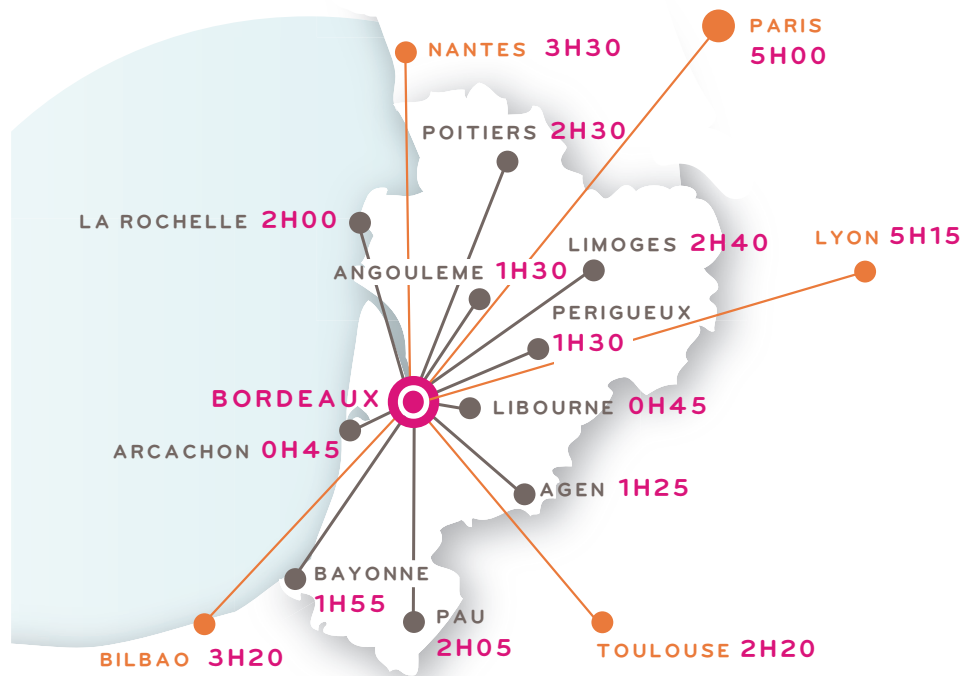 PARIS
5H00
NANTES 3H30
POITIERS 2H30
LA ROCHELLE 2H00
LYON 5H15
LIMOGES 2H40
ANGOULEME 1H30
PERIGUEUX
1H30
BORDEAUX
LIBOURNE 0H45
ARCACHON 0H45
AGEN 1H25
BAYONNE
1H55
PAU
2H05
TOULOUSE 2H20
BILBAO 3H20